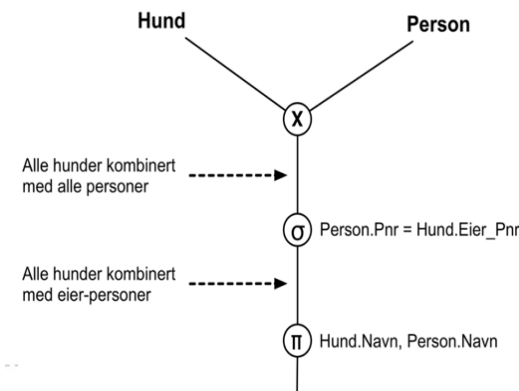 Hund
Person
X
Alle hunder kombinert
med alle personer
σ Person.Pnr = Hund.Eier_Pnr
Alle hunder kombinert
med eier-personer
π Hund.Navn, Person.Navn